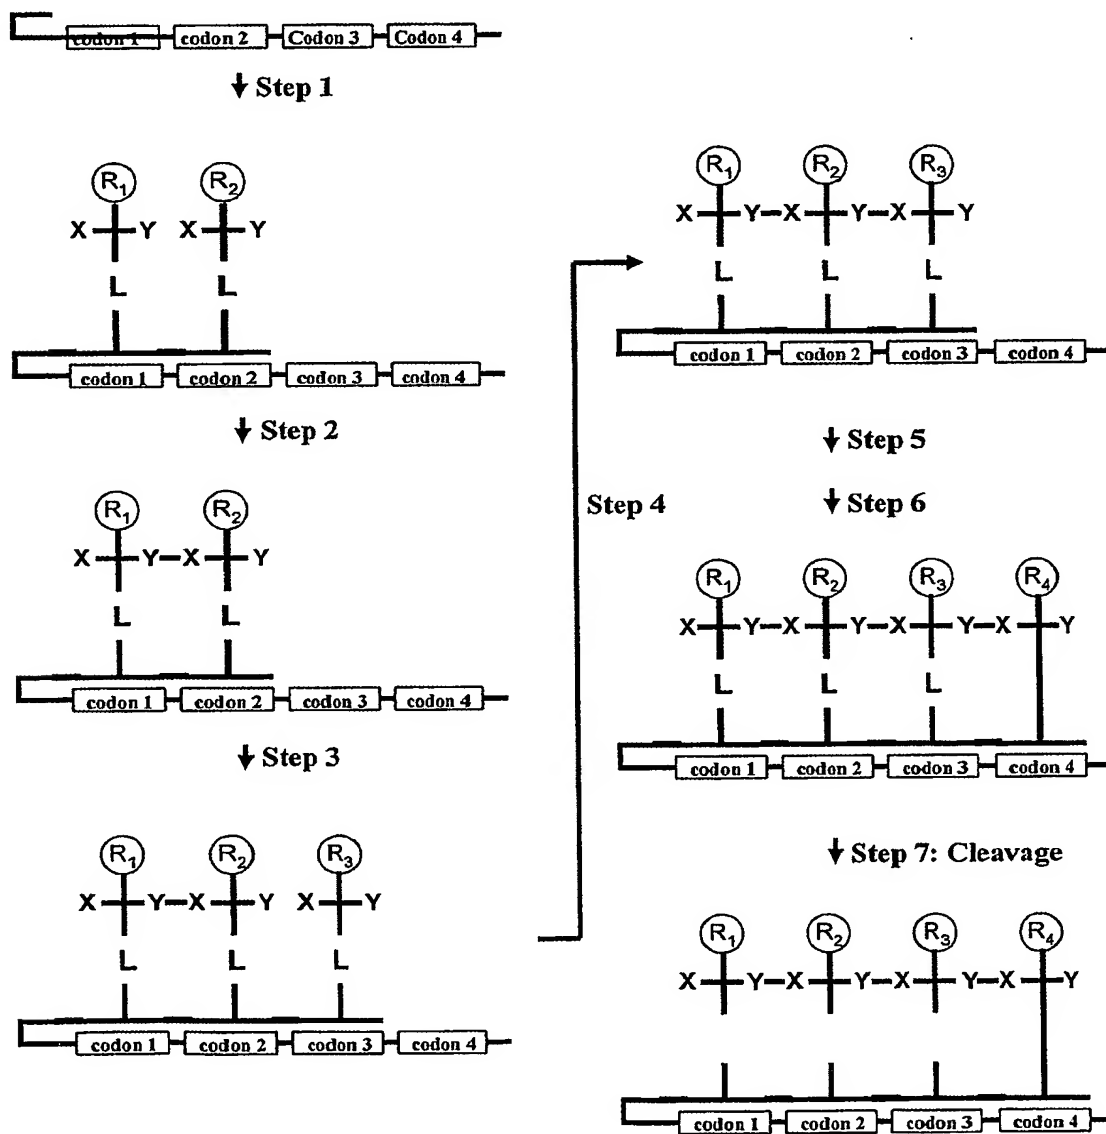 codon 1 codon 2 Codon 3 Codon 4
Step 1
R1 R2
X Y X Y
L L
codon 1 codon 2 codon 3 codon 4
Step 2
R1 R2
X Y-X Y
L L
codon 1 codon 2 codon 3 codon 4
Step 3
R1 R2 R3
X Y-X Y X Y
L L L
codon 1 codon 2 codon 3 codon 4
Step 4
R1 R2 R3
X Y-X Y-X Y
L L L
codon 1 codon 2 codon 3 codon 4
Step 5
Step 6
R1 R2 R3 R4
X Y-X Y-X Y-X Y
L L L
codon 1 codon 2 codon 3 codon 4
Step 7: Cleavage
R1 R2 R3 R4
X Y-X Y-X Y-X Y
codon 1 codon 2 codon 3 codon 4